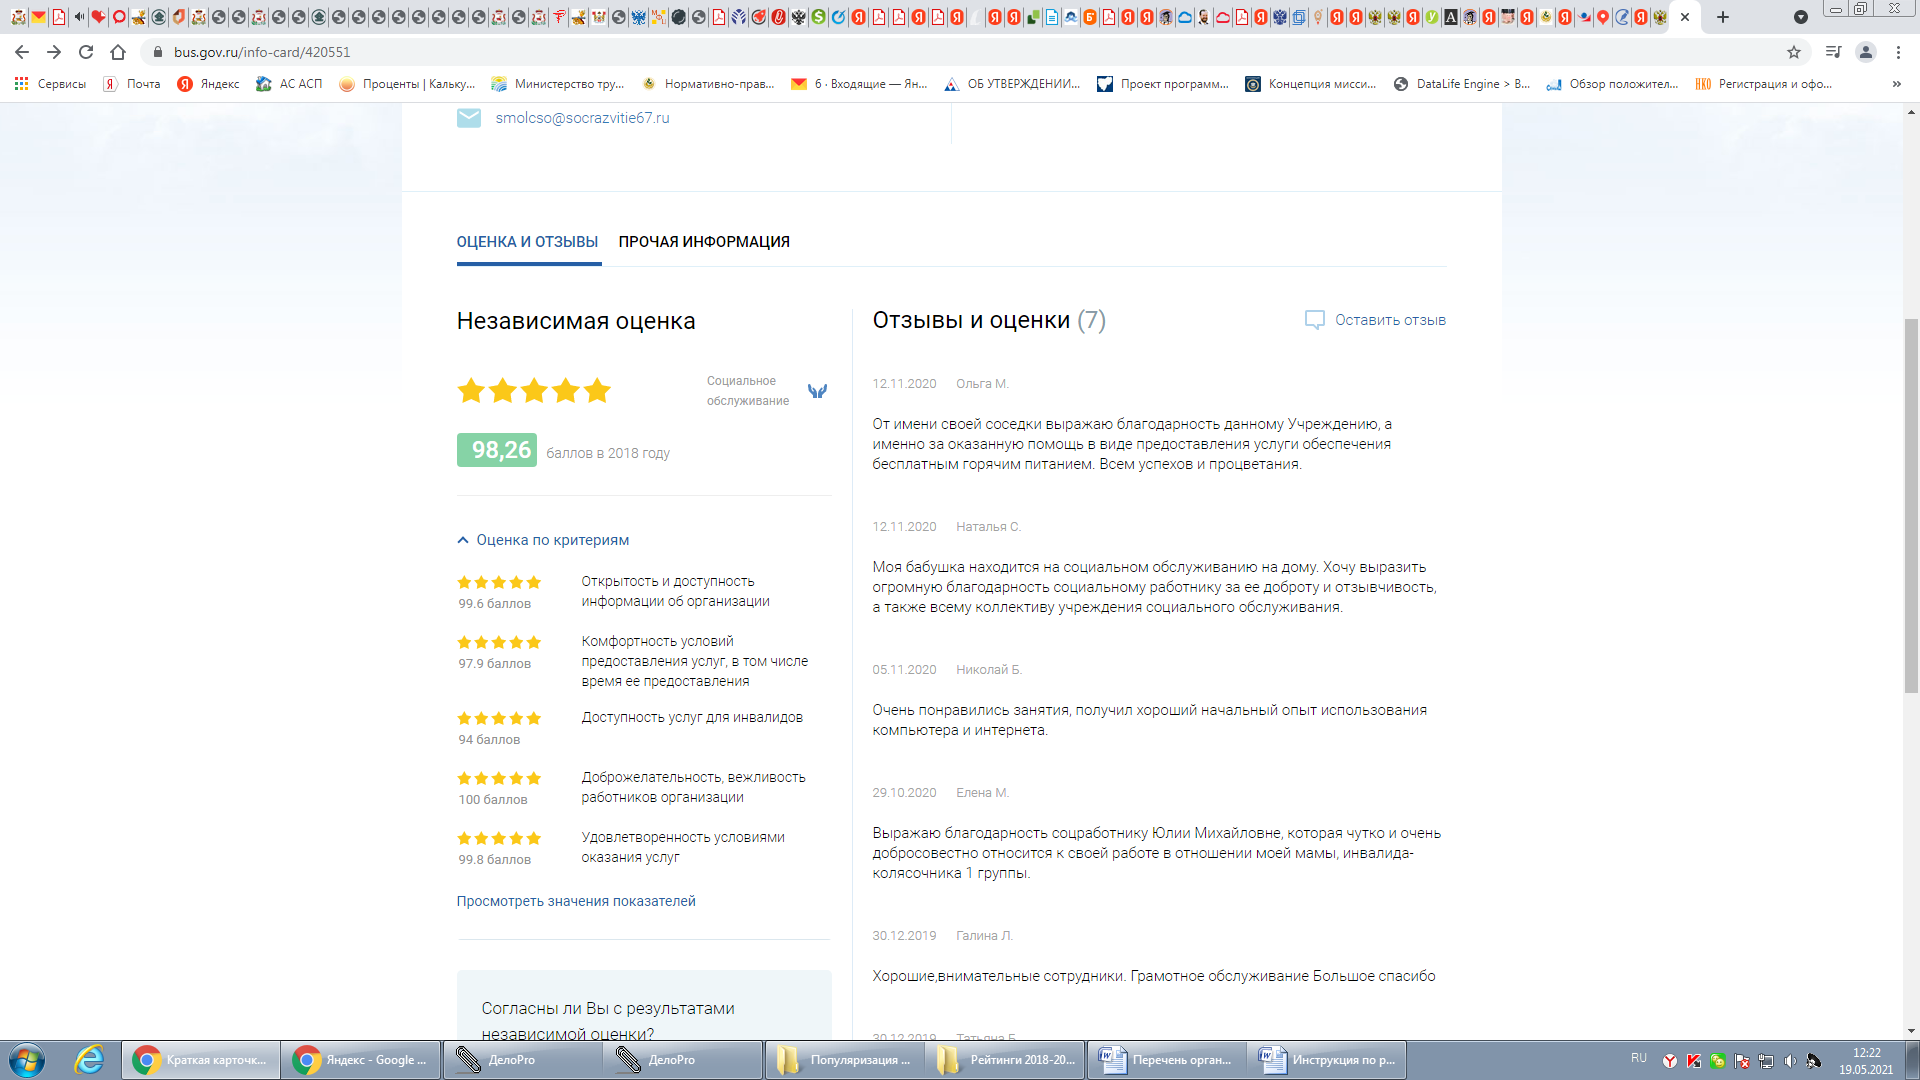 bus.gov.ru/info-card/420551
Сервисы
Почта
Яндекс
АС АСП
Проценты | Кальку...
Министерство тру...
Нормативно-прав...
6 · Входящие — Ян...
ОБ УТВЕРЖДЕНИИ...
Проект программ...
Концепция мисси...
DataLife Engine > В...
Обзор положител...
Регистрация и офо...
»
smolcso@socrazvitie67.ru
ОЦЕНКА И ОТЗЫВЫ
ПРОЧАЯ ИНФОРМАЦИЯ
Независимая оценка
Социальное
обслуживание
98,26 баллов в 2018 году
Оценка по критериям
Открытость и доступность
информации об организации
99.6 баллов
Комфортность условий
предоставления услуг, в том числе
время ее предоставления
97.9 баллов
Доступность услуг для инвалидов
94 баллов
Доброжелательность, вежливость
работников организации
100 баллов
Удовлетворенность условиями
оказания услуг
99.8 баллов
Просмотреть значения показателей
Согласны ли Вы с результатами
независимой оценки?
Отзывы и оценки (7)
Оставить отзыв
12.11.2020 Ольга М.
От имени своей соседки выражаю благодарность данному Учреждению, а
именно за оказанную помощь в виде предоставления услуги обеспечения
бесплатным горячим питанием. Всем успехов и процветания.
12.11.2020 Наталья С.
Моя бабушка находится на социальном обслуживанию на дому. Хочу выразить
огромную благодарность социальному работнику за ее доброту и отзывчивость,
а также всему коллективу учреждения социального обслуживания.
05.11.2020 Николай Б.
Очень понравились занятия, получил хороший начальный опыт использования
компьютера и интернета.
29.10.2020 Елена М.
Выражаю благодарность соцработнику Юлии Михайловне, которая чутко и очень
добросовестно относится к своей работе в отношении моей мамы, инвалида-
колясочника 1 группы.
30.12.2019 Галина Л.
Хорошие,внимательные сотрудники. Грамотное обслуживание Большое спасибо
30.12.2019 Татьяна Б.
Краткая карточк...
Яндекс - Google ...
ДелоPro
ДелоPro
Популяризация ...
Рейтинги 2018-20...
Перечень орган...
Инструкция по р...
RU
12:22
19.05.2021